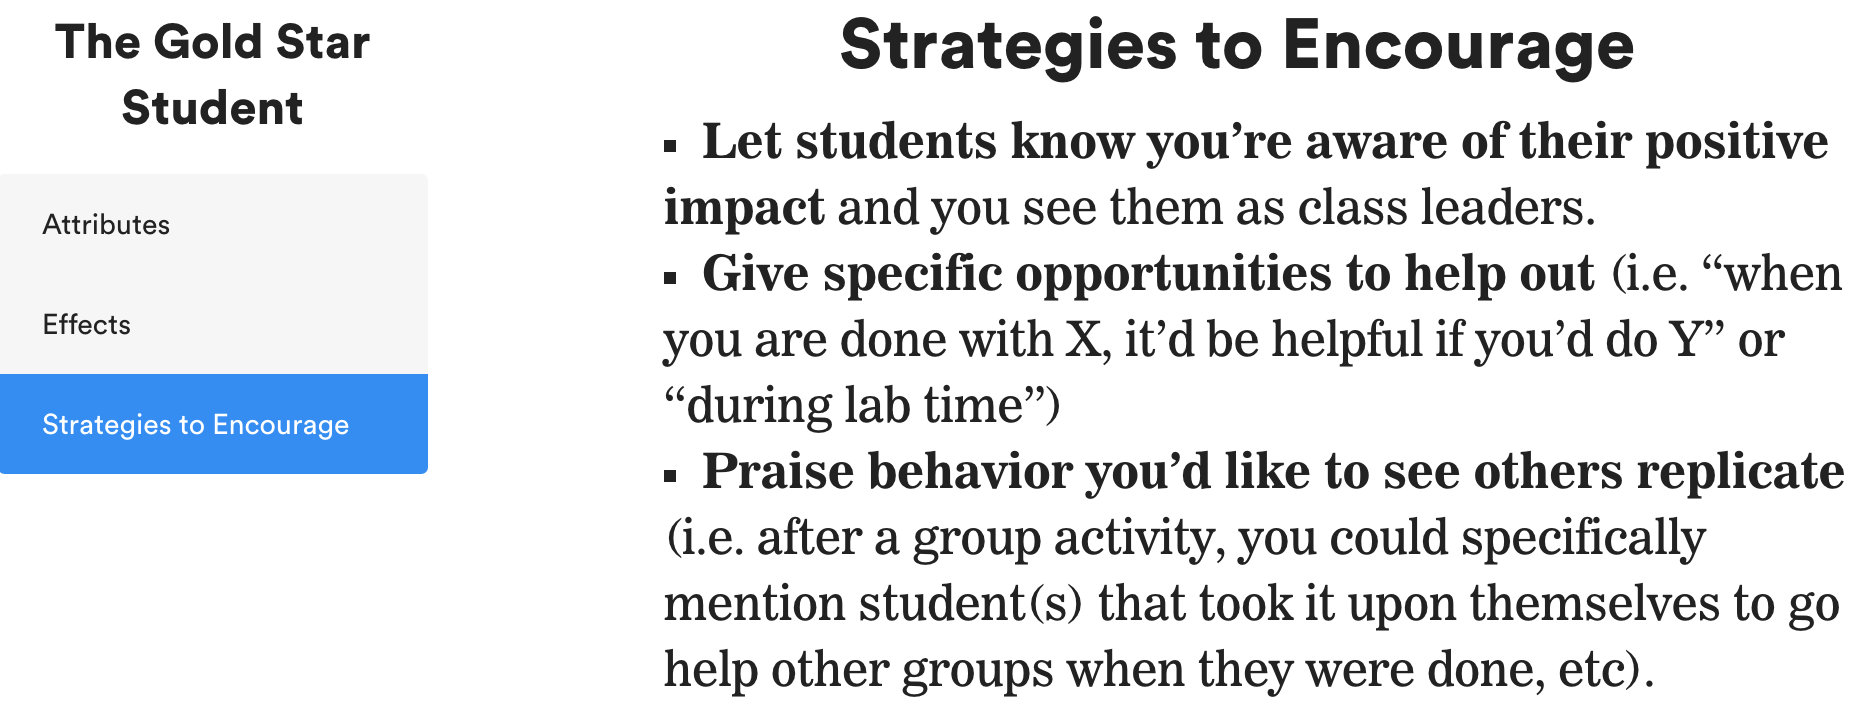 The Gold Star
Student
Attributes
Effects
Strategies to Encourage
Strategies to Encourage
▪ Let students know you’re aware of their positive
impact and you see them as class leaders.
▪ Give specific opportunities to help out (i.e. “when
you are done with X, it’d be helpful if you’d do Y” or
“during lab time”)
▪ Praise behavior you’d like to see others replicate
(i.e. after a group activity, you could specifically
mention student(s) that took it upon themselves to go
help other groups when they were done, etc).